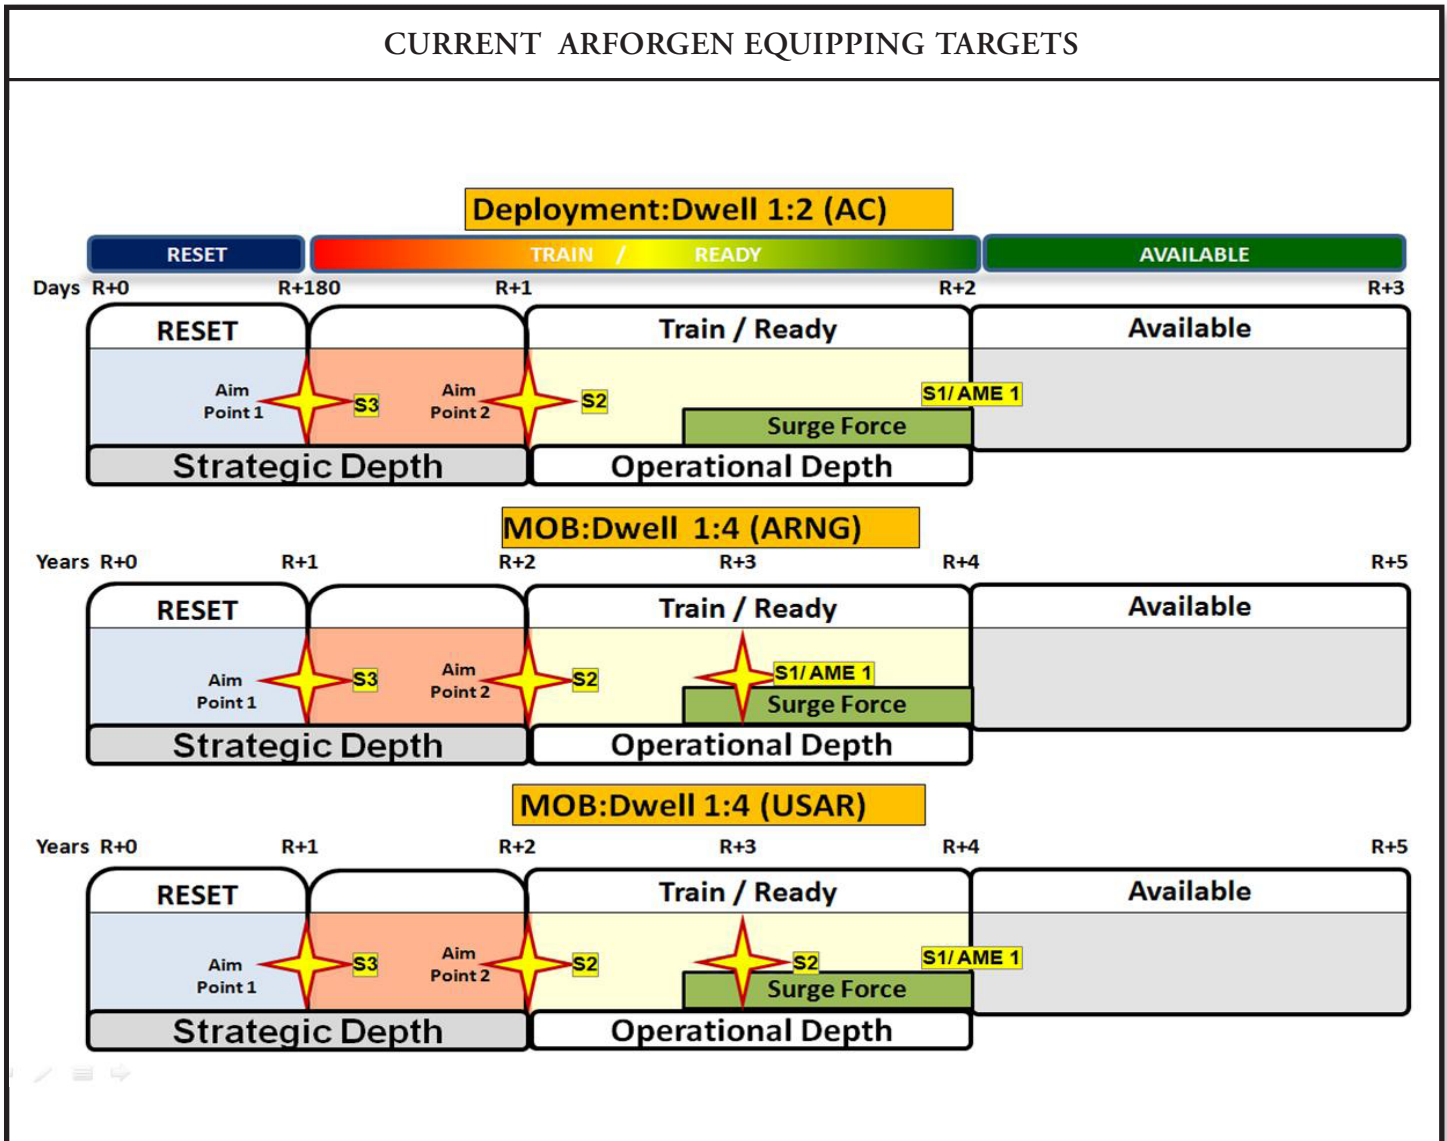 CURRENT ARFORGEN EQUIPPING TARGETS
Deployment:Dwell 1:2 (AC)
RESET TRAIN / READY AVAILABLE
Days R+0 R+180 R+1 R+2 R+3
RESET Train / Ready Available
Aim Point 1 S3 Aim Point 2 S2 S1/ AME 1
Surge Force
Strategic Depth Operational Depth
MOB:Dwell 1:4 (ARNG)
Years R+0 R+1 R+2 R+3 R+4 R+5
RESET Train / Ready Available
Aim Point 1 S3 Aim Point 2 S2 S1/ AME 1
Surge Force
Strategic Depth Operational Depth
MOB:Dwell 1:4 (USAR)
Years R+0 R+1 R+2 R+3 R+4 R+5
RESET Train / Ready Available
Aim Point 1 S3 Aim Point 2 S2 S2 S1/ AME 1
Surge Force
Strategic Depth Operational Depth